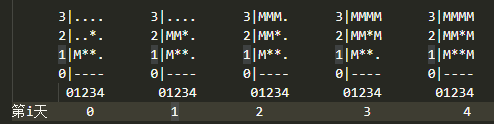 3|.... 3|.... 3|MMM. 3|MMMM 3|MMMM
2|..*. 2|MM*. 2|MM*. 2|MM*M 2|MM*M
1|M**. 1|M**. 1|M**. 1|M**. 1|M**M
0|---- 0|---- 0|---- 0|---- 0|----
01234 01234 01234 01234 01234
第i天 0 1 2 3 4